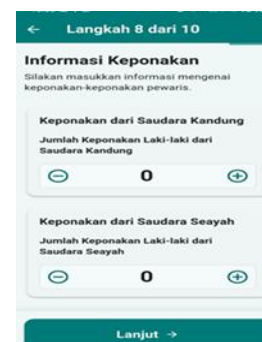 ← Langkah 8 dari 10
Informasi Keponakan
Silakan masukkan informasi mengenai
keponakan-keponakan pewaris.
Keponakan dari Saudara Kandung
Jumlah Keponakan Laki-laki dari
Saudara Kandung
0
Keponakan dari Saudara Seayah
Jumlah Keponakan Laki-laki dari
Saudara Seayah
0
Lanjut →